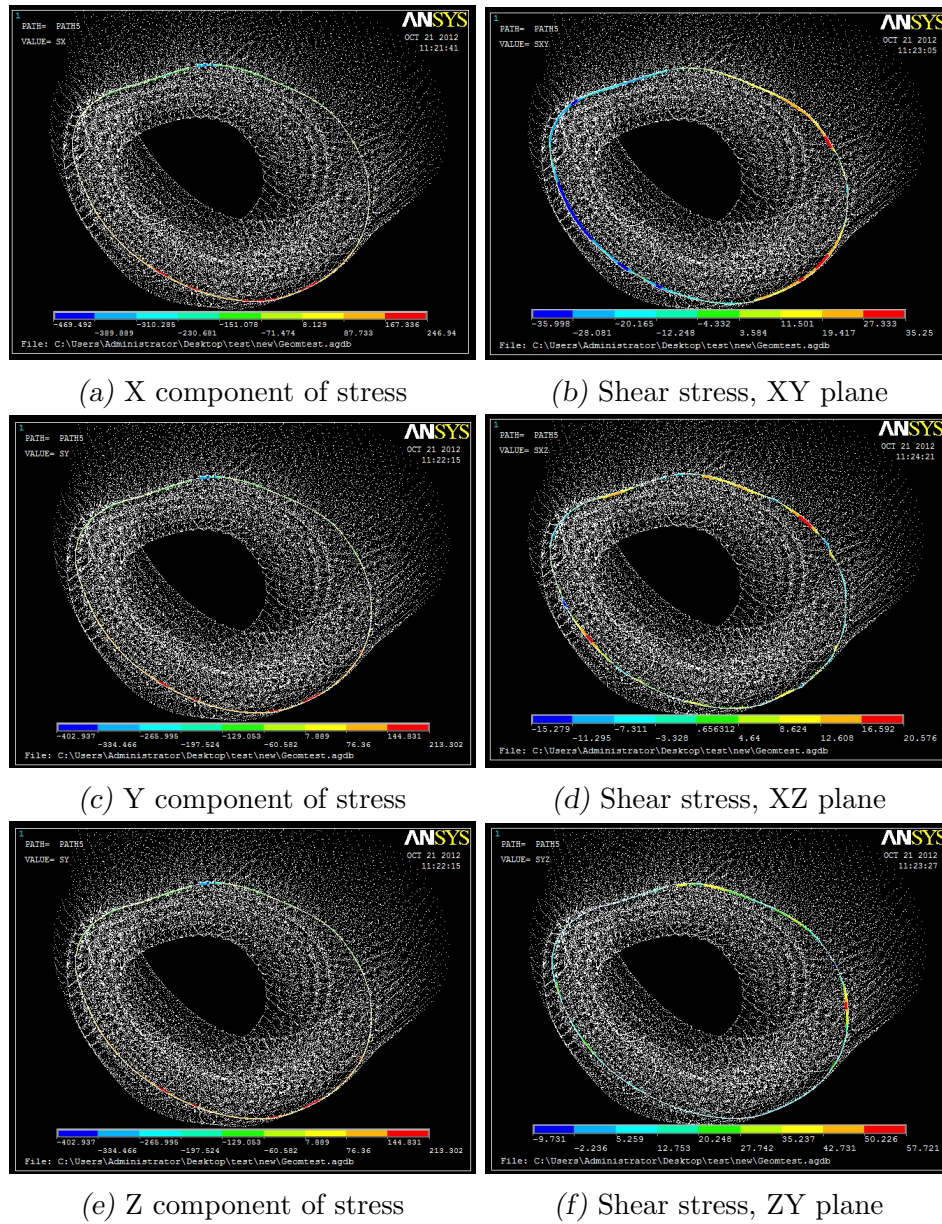 1
ANSYS
PATH= PATH5
VALUE= SX
OCT 21 2012
11:21:41
-469.492 -310.285 -151.078 8.129 167.336
-389.889 -230.681 -71.474 87.733 246.94
File: C:\Users\Administrator\Desktop\test\new\Geomtest.agdb
(a) X component of stress
1
ANSYS
PATH= PATH5
VALUE= SXY
OCT 21 2012
11:23:05
-35.998 -20.165 -4.332 11.501 27.333
-28.081 -12.248 3.584 19.417 35.25
File: C:\Users\Administrator\Desktop\test\new\Geomtest.agdb
(b) Shear stress, XY plane
1
ANSYS
PATH= PATH5
VALUE= SY
OCT 21 2012
11:22:15
-402.937 -265.995 -129.053 7.889 144.831
-334.466 -197.524 -60.582 76.36 213.302
File: C:\Users\Administrator\Desktop\test\new\Geomtest.agdb
(c) Y component of stress
1
ANSYS
PATH= PATH5
VALUE= SXZ
OCT 21 2012
11:24:21
-15.279 -7.311 .656312 8.624 16.592
-11.295 -3.328 4.64 12.608 20.576
File: C:\Users\Administrator\Desktop\test\new\Geomtest.agdb
(d) Shear stress, XZ plane
1
ANSYS
PATH= PATH5
VALUE= SY
OCT 21 2012
11:22:15
-402.937 -265.995 -129.053 7.889 144.831
-334.466 -197.524 -60.582 76.36 213.302
File: C:\Users\Administrator\Desktop\test\new\Geomtest.agdb
(e) Z component of stress
1
ANSYS
PATH= PATH5
VALUE= SYZ
OCT 21 2012
11:23:27
-9.731 5.259 20.248 35.237 50.226
-2.236 12.753 27.742 42.731 57.721
File: C:\Users\Administrator\Desktop\test\new\Geomtest.agdb
(f) Shear stress, ZY plane